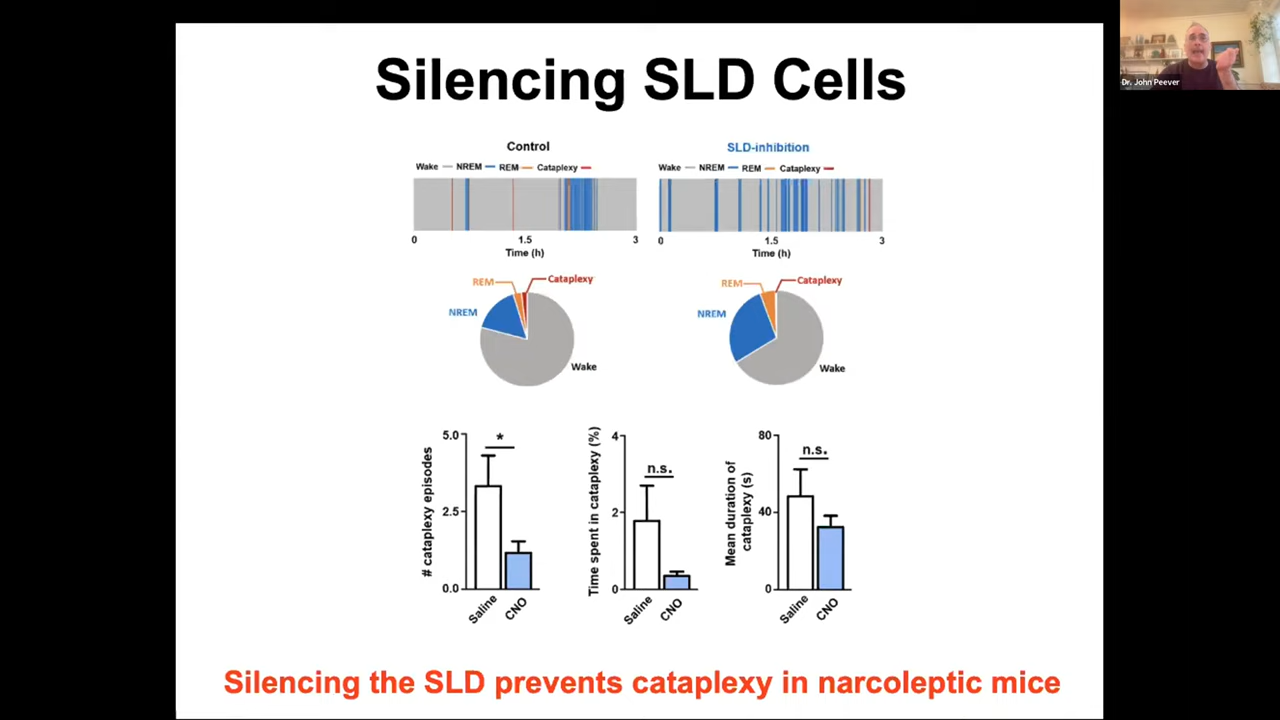 Silencing SLD Cells
Dr. John Peever
Control
Wake NREM REM Cataplexy
0 1.5 3
Time (h)
SLD-inhibition
Wake NREM REM Cataplexy
0 1.5 3
Time (h)
REM Cataplexy
NREM
Wake
REM Cataplexy
NREM
Wake
# cataplexy episodes
5.0
2.5
0.0
*
Saline CNO
Time spent in cataplexy (%)
4
2
0
n.s.
Saline CNO
Mean duration of
cataplexy (s)
80
40
0
n.s.
Saline CNO
Silencing the SLD prevents cataplexy in narcoleptic mice